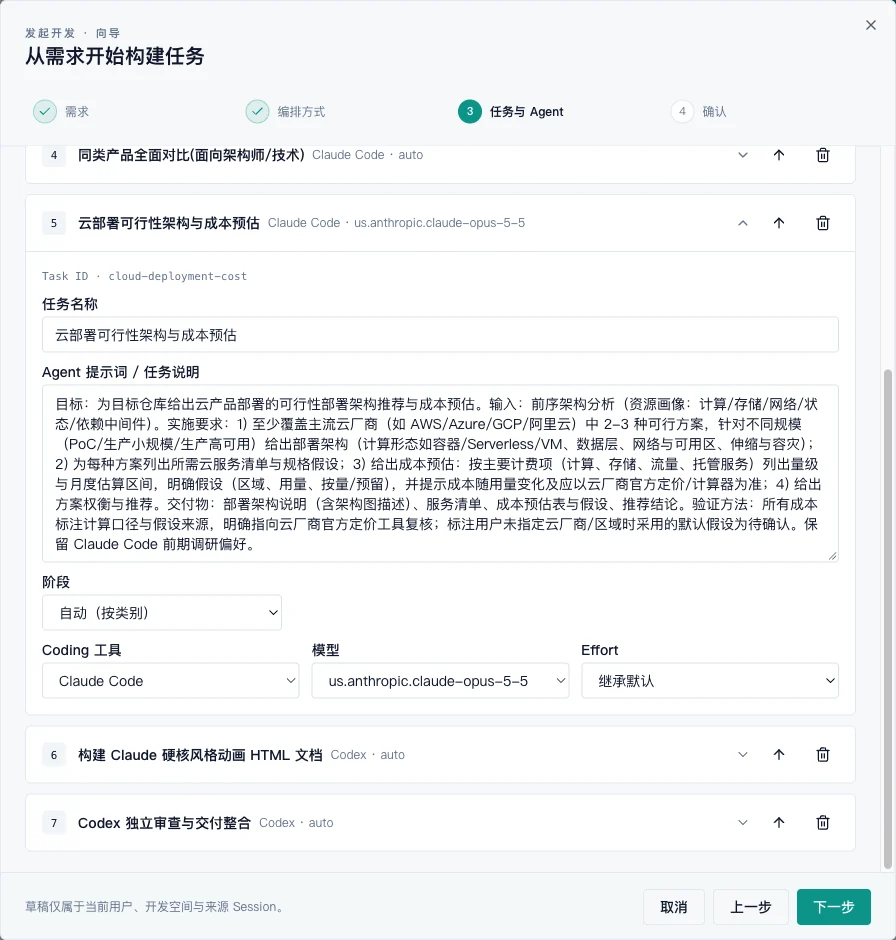 发起开发 · 向导
从需求开始构建任务
需求
编排方式
3 任务与 Agent
4 确认
4 同类产品全面对比(面向架构师/技术) Claude Code · auto
5 云部署可行性架构与成本预估 Claude Code · us.anthropic.claude-opus-5-5
Task ID · cloud-deployment-cost
任务名称
云部署可行性架构与成本预估
Agent 提示词 / 任务说明
目标：为目标仓库给出云产品部署的可行性部署架构推荐与成本预估。输入：前序架构分析（资源画像：计算/存储/网络/状
态/依赖中间件）。实施要求：1) 至少覆盖主流云厂商（如 AWS/Azure/GCP/阿里云）中 2-3 种可行方案，针对不同规模
（PoC/生产小规模/生产高可用）给出部署架构（计算形态如容器/Serverless/VM、数据层、网络与可用区、伸缩与容灾）；
2) 为每种方案列出所需云服务清单与规格假设；3) 给出成本预估：按主要计费项（计算、存储、流量、托管服务）列出量级
与月度估算区间，明确假设（区域、用量、按量/预留），并提示成本随用量变化及应以云厂商官方定价/计算器为准；4) 给出
方案权衡与推荐。交付物：部署架构说明（含架构图描述）、服务清单、成本预估表与假设、推荐结论。验证方法：所有成本
标注计算口径与假设来源，明确指向云厂商官方定价工具复核；标注用户未指定云厂商/区域时采用的默认假设为待确认。保
留 Claude Code 前期调研偏好。
阶段
自动（按类别）
Coding 工具 模型 Effort
Claude Code us.anthropic.claude-opus-5-5 继承默认
6 构建 Claude 硬核风格动画 HTML 文档 Codex · auto
7 Codex 独立审查与交付整合 Codex · auto
草稿仅属于当前用户、开发空间与来源 Session。 取消 上一步 下一步